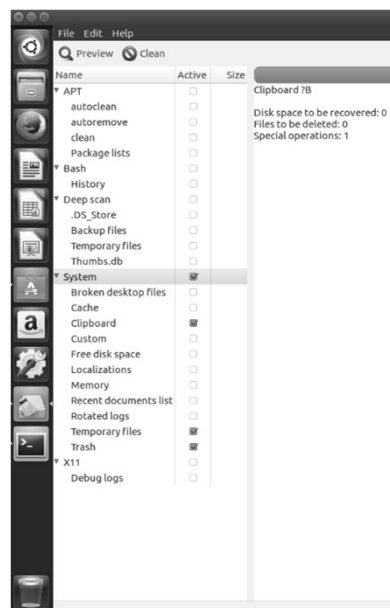 File Edit Help
Preview Clean
Name Active Size
APT
autoclean
autoremove
clean
Package lists
Bash
History
Deep scan
.DS_Store
Backup files
Temporary files
Thumbs.db
System
Broken desktop files
Cache
Clipboard
Custom
Free disk space
Localizations
Memory
Recent documents list
Rotated logs
Temporary files
Trash
X11
Debug logs
Clipboard ?B
Disk space to be recovered: 0
Files to be deleted: 0
Special operations: 1
a
>_